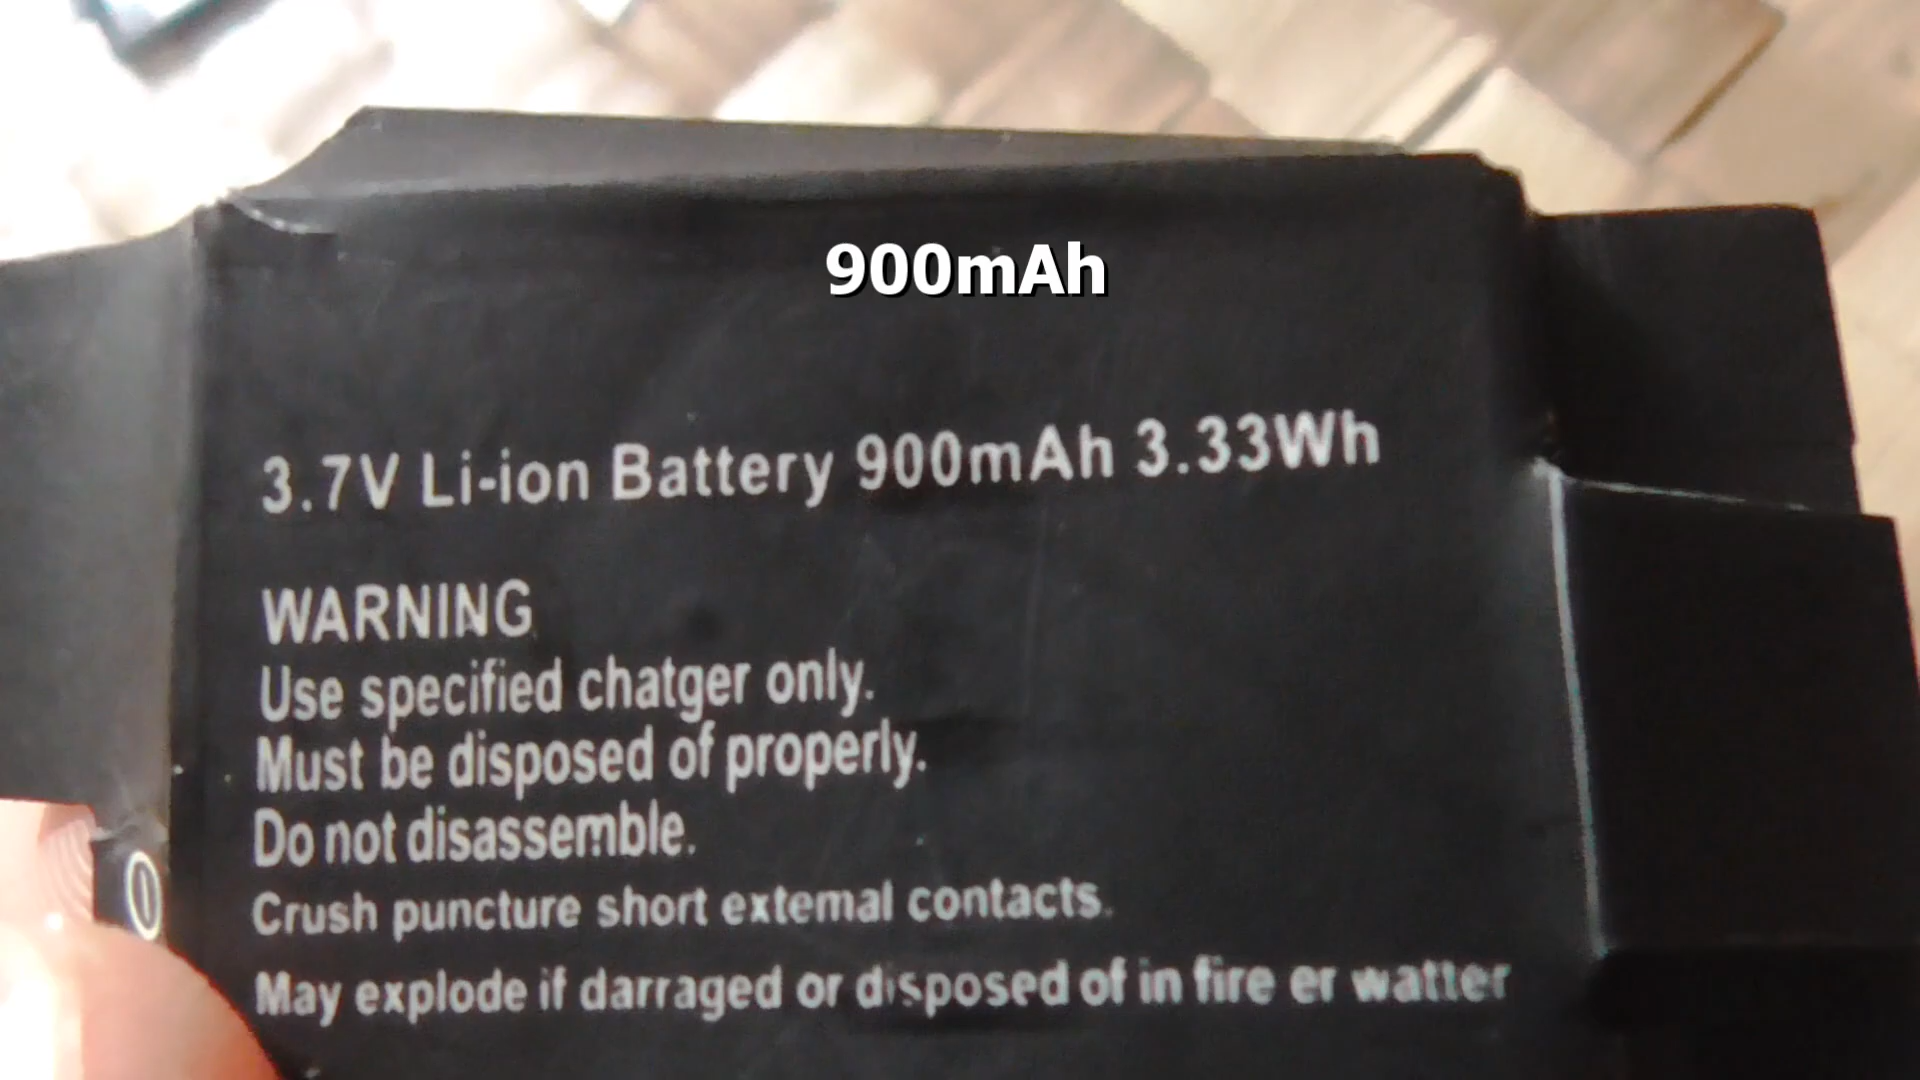 900mAh
3.7V Li-ion Battery 900mAh 3.33Wh
WARNING
Use specified chatger only.
Must be disposed of properly.
Do not disassemble.
Crush puncture short extemal contacts.
May explode if darraged or disposed of in fire er watter